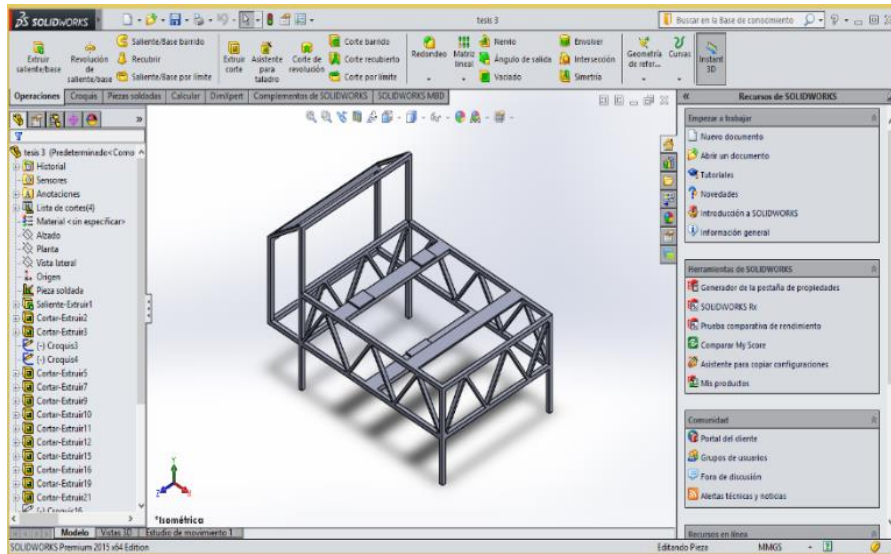 SOLIDWORKS
tesis 3
Buscar en la Base de conocimiento
Extruir saliente/base
Revolución de saliente/base
Saliente/Base barrido
Recubrir
Saliente/Base por límite
Extruir corte
Asistente para taladro
Corte de revolución
Corte barrido
Corte recubierto
Corte por límite
Redondeo
Matriz lineal
Nervio
Ángulo de salida
Vaciado
Envolver
Intersección
Simetría
Geometría de refer...
Curvas
Instant 3D
Operaciones
Croquis
Piezas soldadas
Calcular
DimXpert
Complementos de SOLIDWORKS
SOLIDWORKS MBD
tesis 3 (Predeterminado<Como
Historial
Sensores
Anotaciones
Lista de cortes(4)
Material <sin especificar>
Alzado
Planta
Vista lateral
Origen
Pieza soldada
Saliente-Extruir1
Cortar-Extruir2
Cortar-Extruir3
(-) Croquis3
(-) Croquis4
Cortar-Extruir5
Cortar-Extruir7
Cortar-Extruir9
Cortar-Extruir10
Cortar-Extruir11
Cortar-Extruir12
Cortar-Extruir15
Cortar-Extruir16
Cortar-Extruir19
Cortar-Extruir21
(-) Croquis16
Y
X
Z
*Isométrica
Recursos de SOLIDWORKS
Empezar a trabajar
Nuevo documento
Abrir un documento
Tutoriales
Novedades
Introducción a SOLIDWORKS
Información general
Herramientas de SOLIDWORKS
Generador de la pestaña de propiedades
SOLIDWORKS Rx
Prueba comparativa de rendimiento
Comparar My Score
Asistente para copiar configuraciones
Mis productos
Comunidad
Portal del cliente
Grupos de usuarios
Foro de discusión
Alertas técnicas y noticias
Recursos en línea
Modelo
Vistas 3D
Estudio de movimiento 1
SOLIDWORKS Premium 2015 x64 Edition
Editando Pieza
MMGS